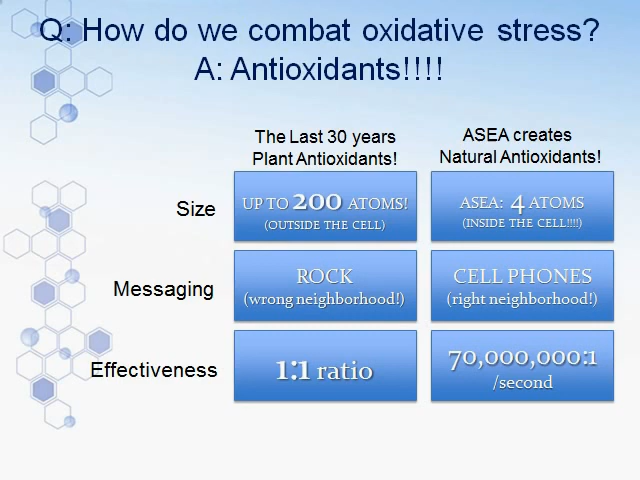 Q: How do we combat oxidative stress?
A: Antioxidants!!!!
The Last 30 years
Plant Antioxidants!
ASEA creates
Natural Antioxidants!
Size
UP TO 200 ATOMS!
(OUTSIDE THE CELL)
ASEA: 4 ATOMS
(INSIDE THE CELL!!!!)
Messaging
ROCK
(wrong neighborhood!)
CELL PHONES
(right neighborhood!)
Effectiveness
1:1 ratio
70,000,000:1
/second